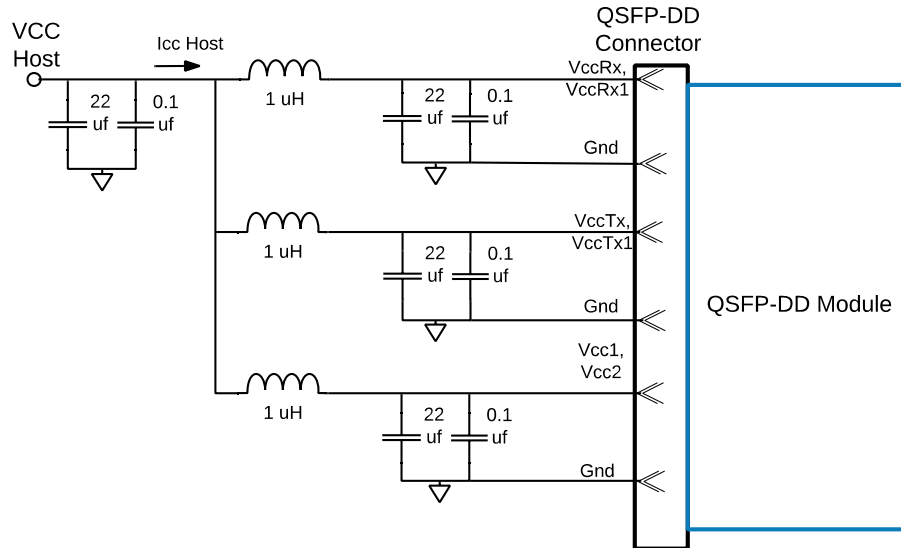 QSFP-DD
Connector
VCC
Host
Icc Host
VccRx,
VccRx1
1 uH
22
uf
0.1
uf
22
uf
0.1
uf
Gnd
VccTx,
VccTx1
1 uH
22
uf
0.1
uf
Gnd
QSFP-DD Module
Vcc1,
Vcc2
1 uH
22
uf
0.1
uf
Gnd